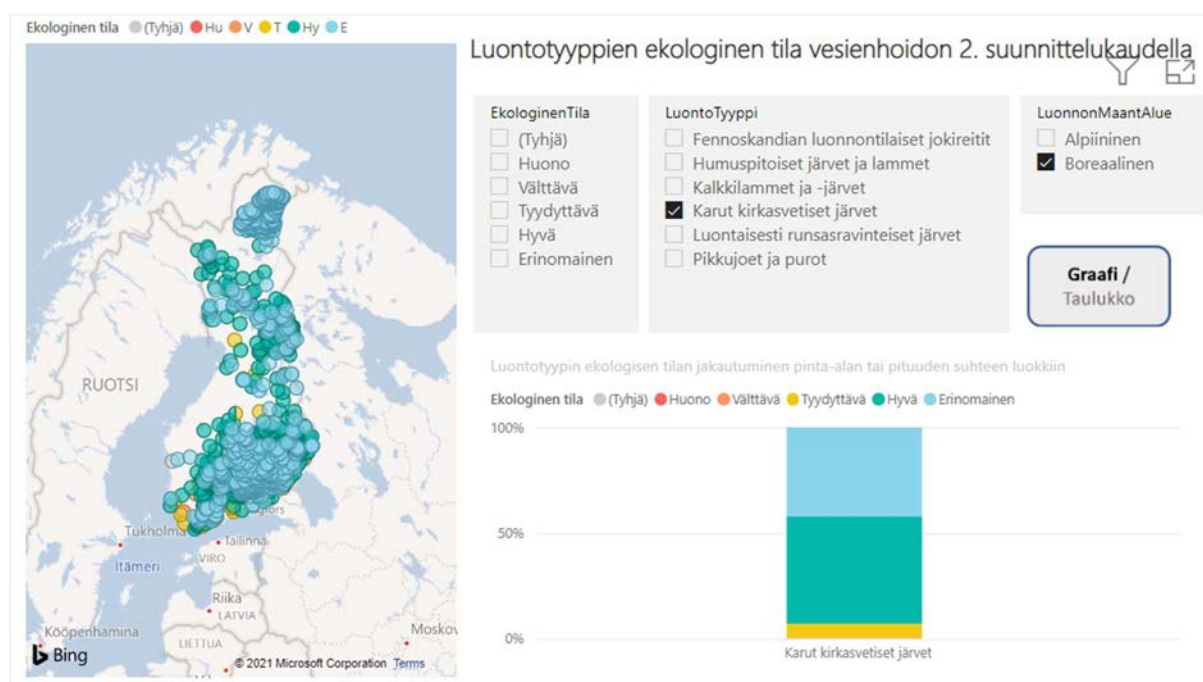 Ekologinen tila (Tyhjä) Hu V T Hy E
Luontotyyppien ekologinen tila vesienhoidon 2. suunnittelukaudella
EkologinenTila
(Tyhjä)
Huono
Välttävä
Tyydyttävä
Hyvä
Erinomainen
LuontoTyyppi
Fennoskandian luonnontilaiset jokireitit
Humuspitoiset järvet ja lammet
Kalkkilammet ja -järvet
Karut kirkasvetiset järvet
Luontaisesti runsasravinteiset järvet
Pikkujoet ja purot
LuonnonMaantAlue
Alpiininen
Boreaalinen
Graafi /
Taulukko
RUOTSI
Tukholma
Tallinna
VIRO
Itämeri
Riika
LATVIA
Kööpenhamina
LIETTUA
Moskov
Bing
© 2021 Microsoft Corporation Terms
Luontotyypin ekologisen tilan jakautuminen pinta-alan tai pituuden suhteen luokkiin
Ekologinen tila (Tyhjä) Huono Välttävä Tyydyttävä Hyvä Erinomainen
100%
50%
0%
Karut kirkasvetiset järvet